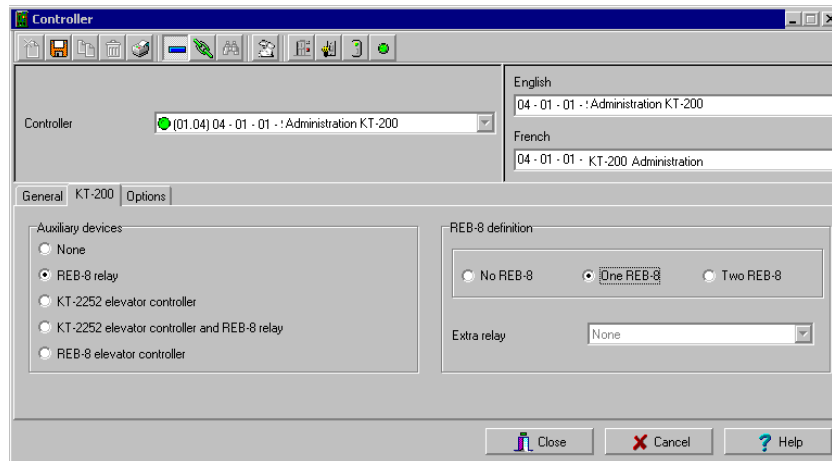 Controller
English
04 - 01 - 01 - : Administration KT-200
Controller
(01.04) 04 - 01 - 01 - : Administration KT-200
French
04 - 01 - 01 - KT-200 Administration
General KT-200 Options
Auxiliary devices
None
REB-8 relay
KT-2252 elevator controller
KT-2252 elevator controller and REB-8 relay
REB-8 elevator controller
REB-8 definition
No REB-8 One REB-8 Two REB-8
Extra relay None
Close Cancel Help